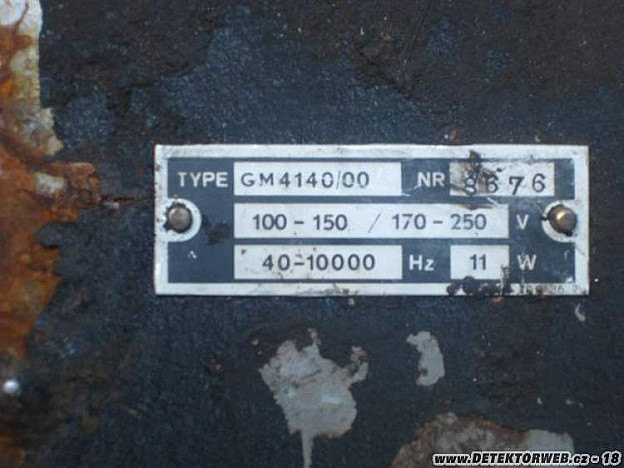 TYPE GM4140/00 NR 8676
100 - 150 / 170 - 250 V
40-10000 Hz 11 W
www.DETEKTORWEB.cz - 18